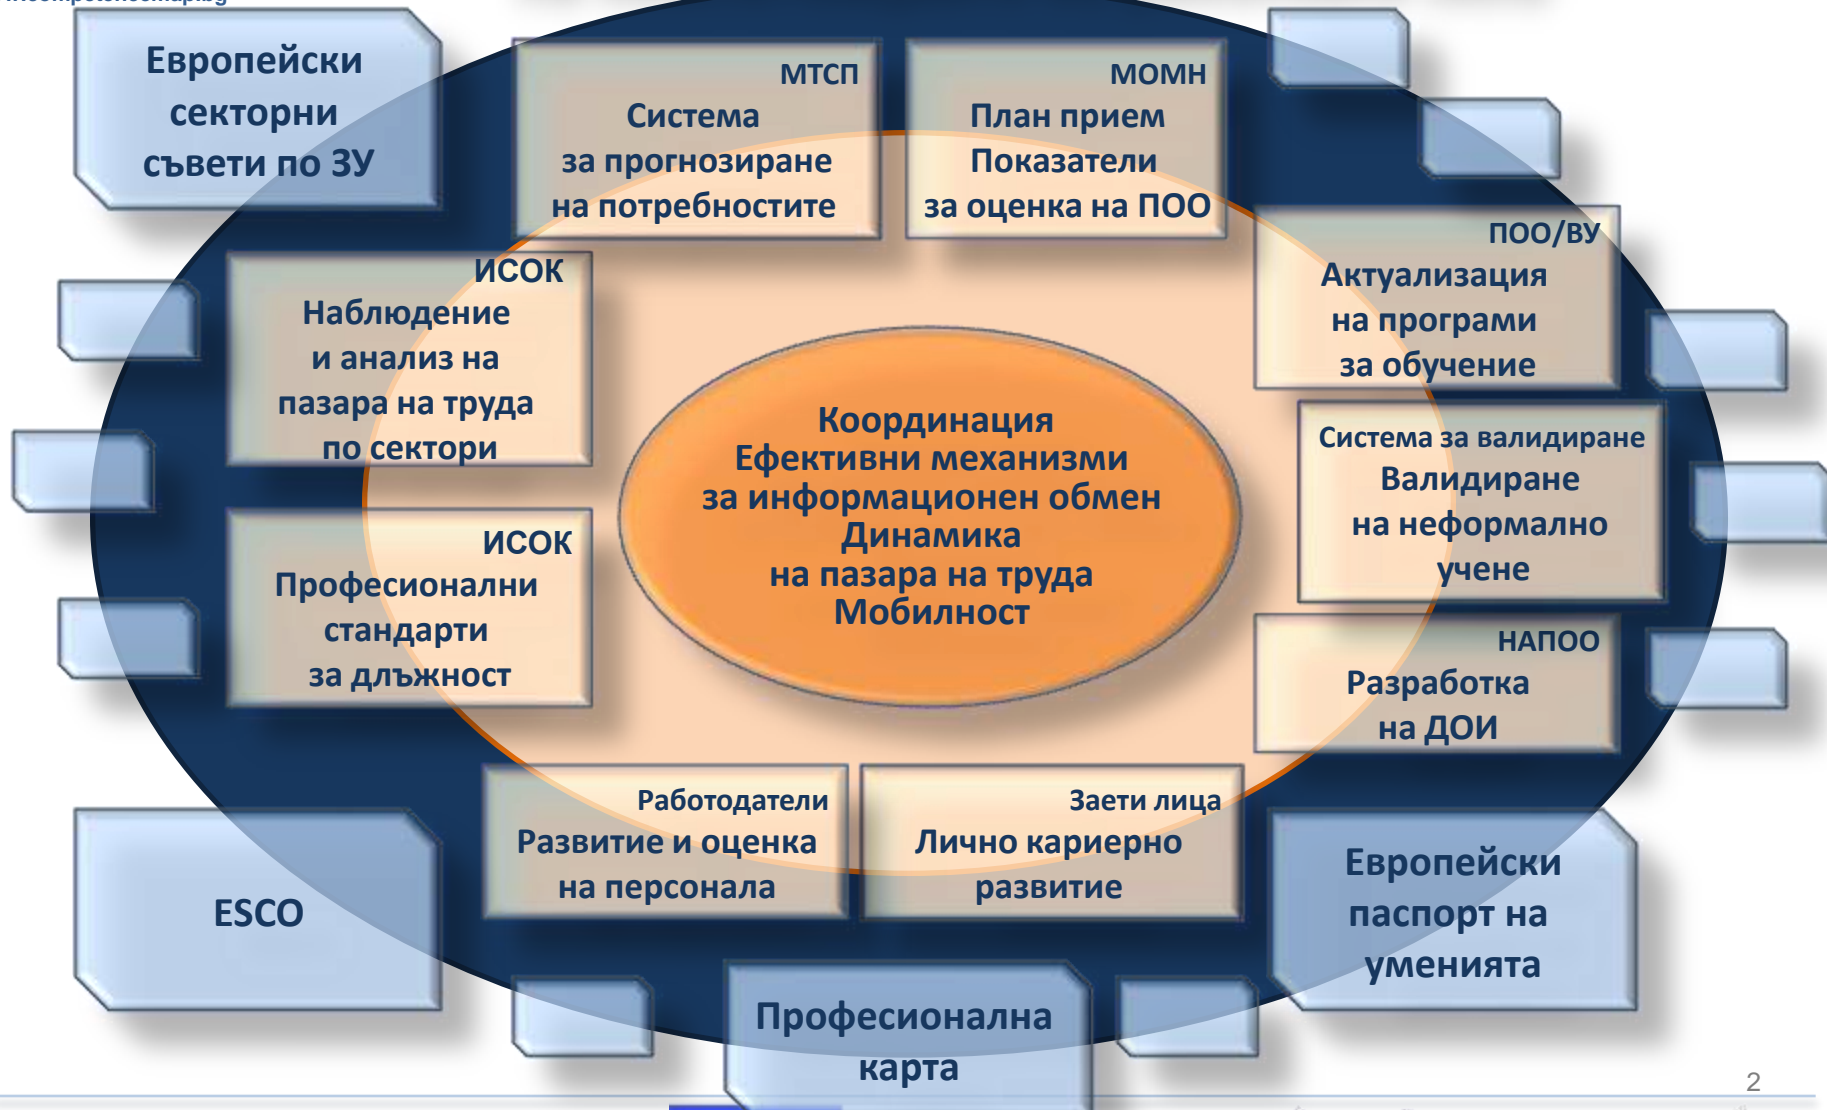 Европейски
секторни
съвети по ЗУ
МТСП
Система
за прогнозиране
на потребностите
МОМН
План прием
Показатели
за оценка на ПОО
ПОО/ВУ
Актуализация
на програми
за обучение
ИСОК
Наблюдение
и анализ на
пазара на труда
по сектори
Координация
Ефективни механизми
за информационен обмен
Динамика
на пазара на труда
Мобилност
Система за валидиране
Валидиране
на неформално
учене
ИСОК
Професионални
стандарти
за длъжност
НАПОО
Разработка
на ДОИ
Работодатели
Развитие и оценка
на персонала
Заети лица
Лично кариерно
развитие
ESCO
Европейски
паспорт на
уменията
Професионална
карта
2